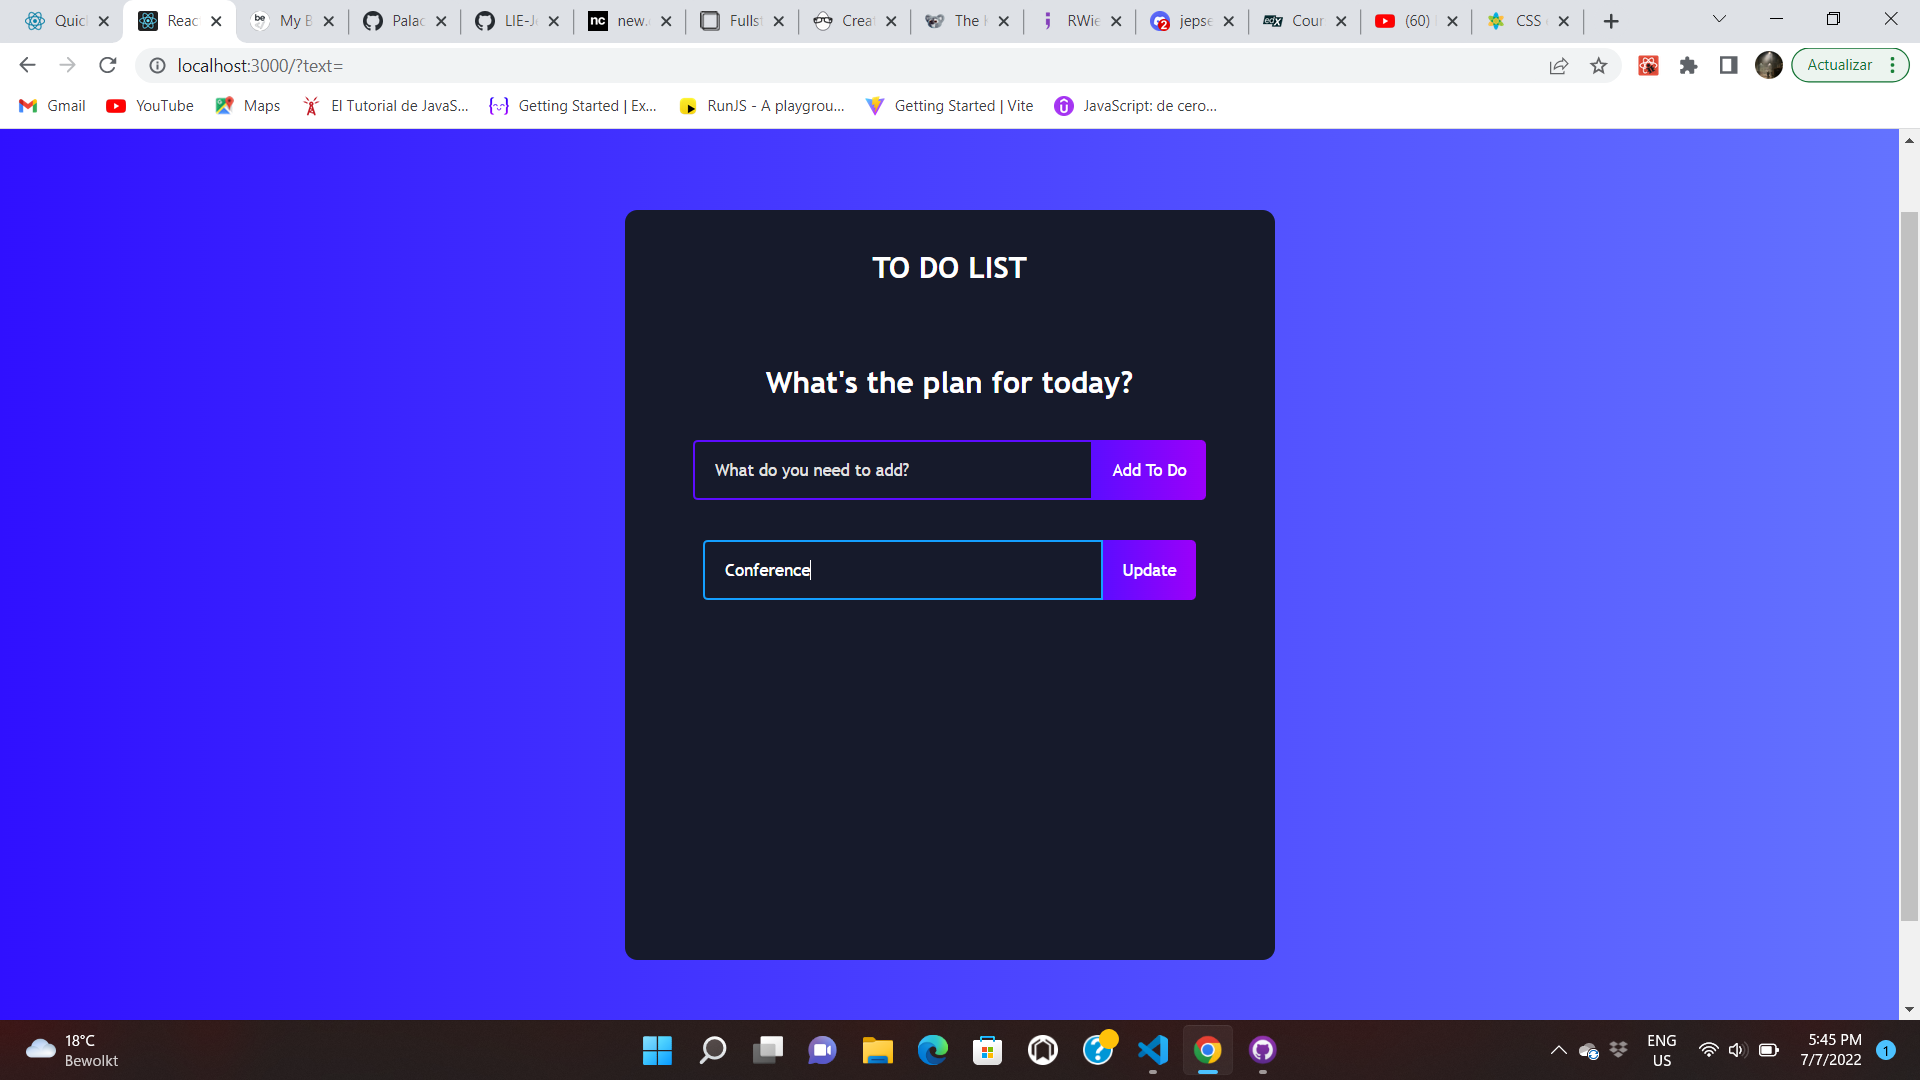 Quic
Reac
My B
Palac
LIE-J
new.
Fulls
Creat
The
RWie
jepse
Cour
(60)
CSS
localhost:3000/?text=
Actualizar
Gmail
YouTube
Maps
El Tutorial de JavaS...
Getting Started | Ex...
RunJS - A playgrou...
Getting Started | Vite
JavaScript: de cero...
TO DO LIST
What's the plan for today?
What do you need to add?
Add To Do
Conference
Update
18°C
Bewolkt
ENG
US
5:45 PM
7/7/2022
1